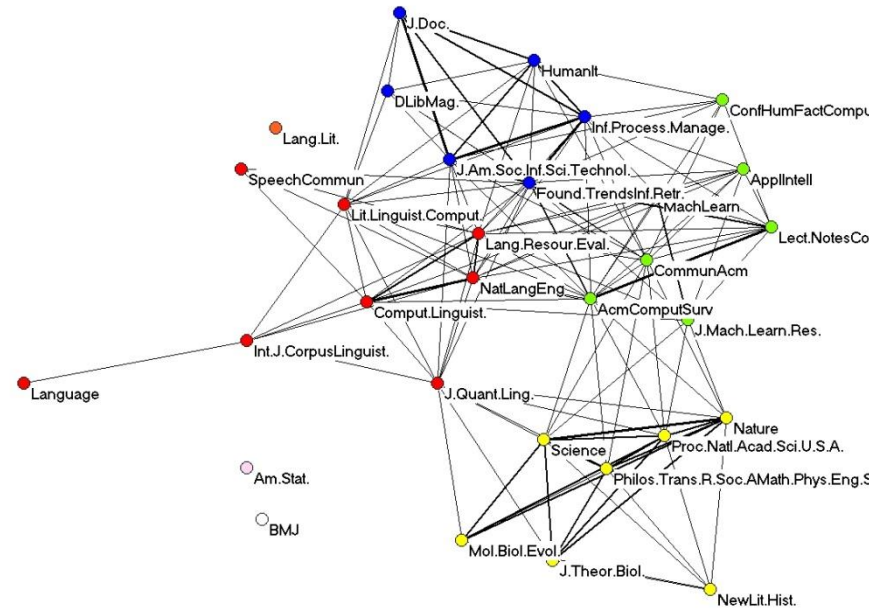 J.Doc.
HumanIt
DLibMag.
ConfHumFactCompu
Inf.Process.Manage.
Lang.Lit.
J.Am.Soc.Inf.Sci.Technol.
SpeechCommun
ApplIntell
Found.TrendsInf.Retr.
MachLearn
Lit.Linguist.Comput.
Lect.NotesCo
Lang.Resour.Eval.
CommunAcm
NatLangEng
AcmComputSurv
Comput.Linguist.
J.Mach.Learn.Res.
Int.J.CorpusLinguist.
Language
J.Quant.Ling.
Nature
Science
Proc.Natl.Acad.Sci.U.S.A.
Philos.Trans.R.Soc.AMath.Phys.Eng.S
Am.Stat.
BMJ
Mol.Biol.Evol.
J.Theor.Biol.
NewLit.Hist.